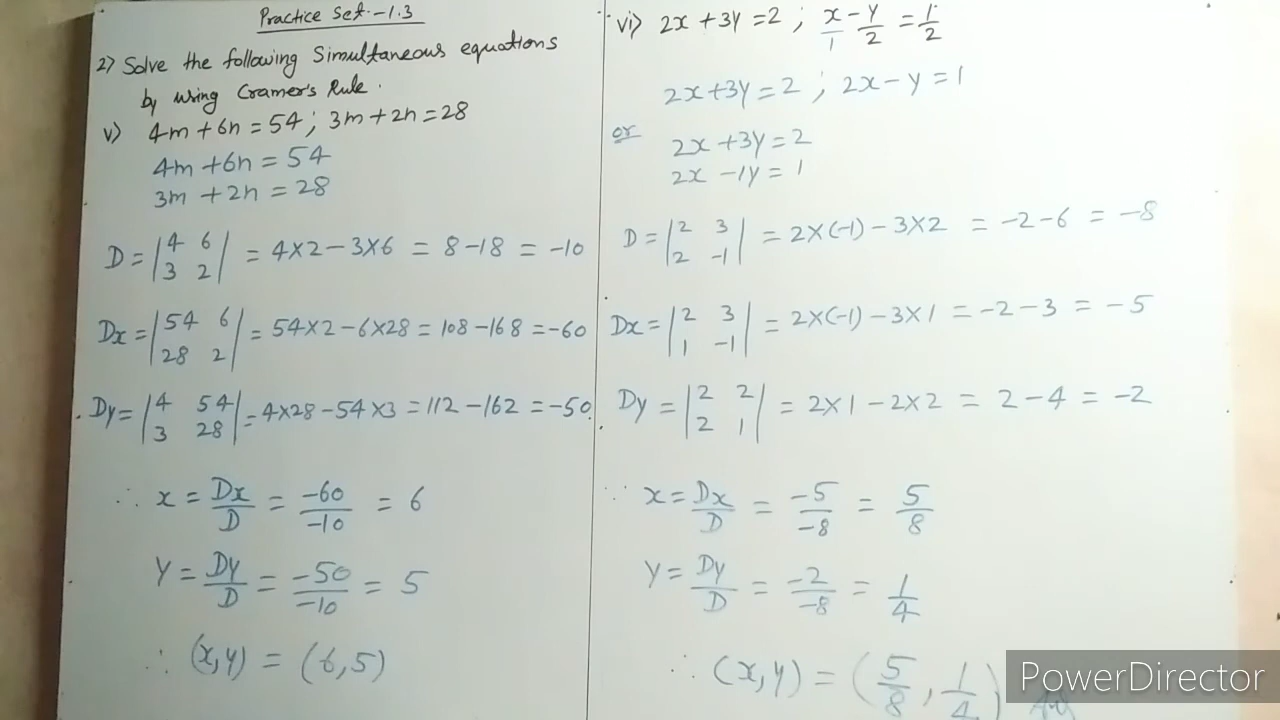 Practice Set - 1.3
2) Solve the following Simultaneous equations
by using Cramer's Rule.
v) 4m + 6n = 54 ; 3m + 2n = 28
4m + 6n = 54
3m + 2n = 28
D = |4 6| = 4×2 - 3×6 = 8 - 18 = -10
|3 2|
Dx = |54 6| = 54×2 - 6×28 = 108 - 168 = -60
|28 2|
Dy = |4 54| = 4×28 - 54×3 = 112 - 162 = -50
|3 28|
∴ x = Dx/D = -60/-10 = 6
Y = Dy/D = -50/-10 = 5
∴ (x,y) = (6,5)
vi) 2x + 3y = 2 ; x/1 - y/2 = 1/2
2x + 3y = 2 ; 2x - y = 1
or
2x + 3y = 2
2x - 1y = 1
D = |2 3| = 2×(-1) - 3×2 = -2 - 6 = -8
|2 -1|
Dx = |2 3| = 2×(-1) - 3×1 = -2 - 3 = -5
|1 -1|
Dy = |2 2| = 2×1 - 2×2 = 2 - 4 = -2
|2 1|
∵ x = Dx/D = -5/-8 = 5/8
Y = Dy/D = -2/-8 = 1/4
∴ (x,y) = (5/8, 1/4)
PowerDirector